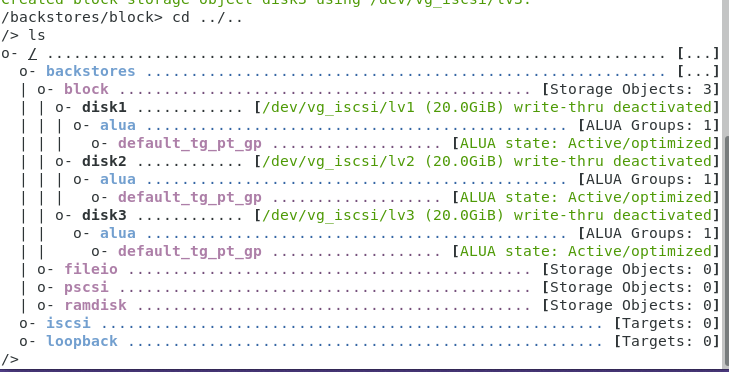 Created block storage object disk3 using /dev/vg_iscsi/lv3.
/backstores/block> cd ../..
/> ls
o- / ..................................................................... [...]
  o- backstores .......................................................... [...]
  | o- block .............................................. [Storage Objects: 3]
  | | o- disk1 ............ [/dev/vg_iscsi/lv1 (20.0GiB) write-thru deactivated]
  | | | o- alua ............................................... [ALUA Groups: 1]
  | | |   o- default_tg_pt_gp ................... [ALUA state: Active/optimized]
  | | o- disk2 ............ [/dev/vg_iscsi/lv2 (20.0GiB) write-thru deactivated]
  | | | o- alua ............................................... [ALUA Groups: 1]
  | | |   o- default_tg_pt_gp ................... [ALUA state: Active/optimized]
  | | o- disk3 ............ [/dev/vg_iscsi/lv3 (20.0GiB) write-thru deactivated]
  | |   o- alua ............................................... [ALUA Groups: 1]
  | |     o- default_tg_pt_gp ................... [ALUA state: Active/optimized]
  | o- fileio ............................................. [Storage Objects: 0]
  | o- pscsi .............................................. [Storage Objects: 0]
  | o- ramdisk ............................................ [Storage Objects: 0]
  o- iscsi ........................................................ [Targets: 0]
  o- loopback ..................................................... [Targets: 0]
/>